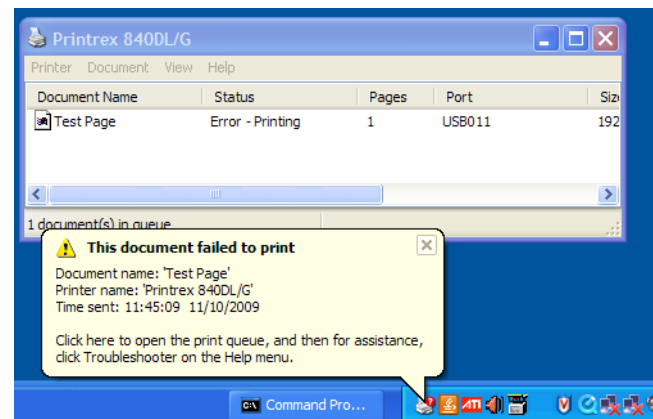 Printrex 840DL/G
Printer Document View Help
Document Name Status Pages Port
Test Page Error - Printing 1 USB011 192
1 document(s) in queue
This document failed to print
Document name: 'Test Page'
Printer name: 'Printrex 840DL/G'
Time sent: 11:45:09 11/10/2009
Click here to open the print queue, and then for assistance,
click Troubleshooter on the Help menu.
Command Pro...
ATI